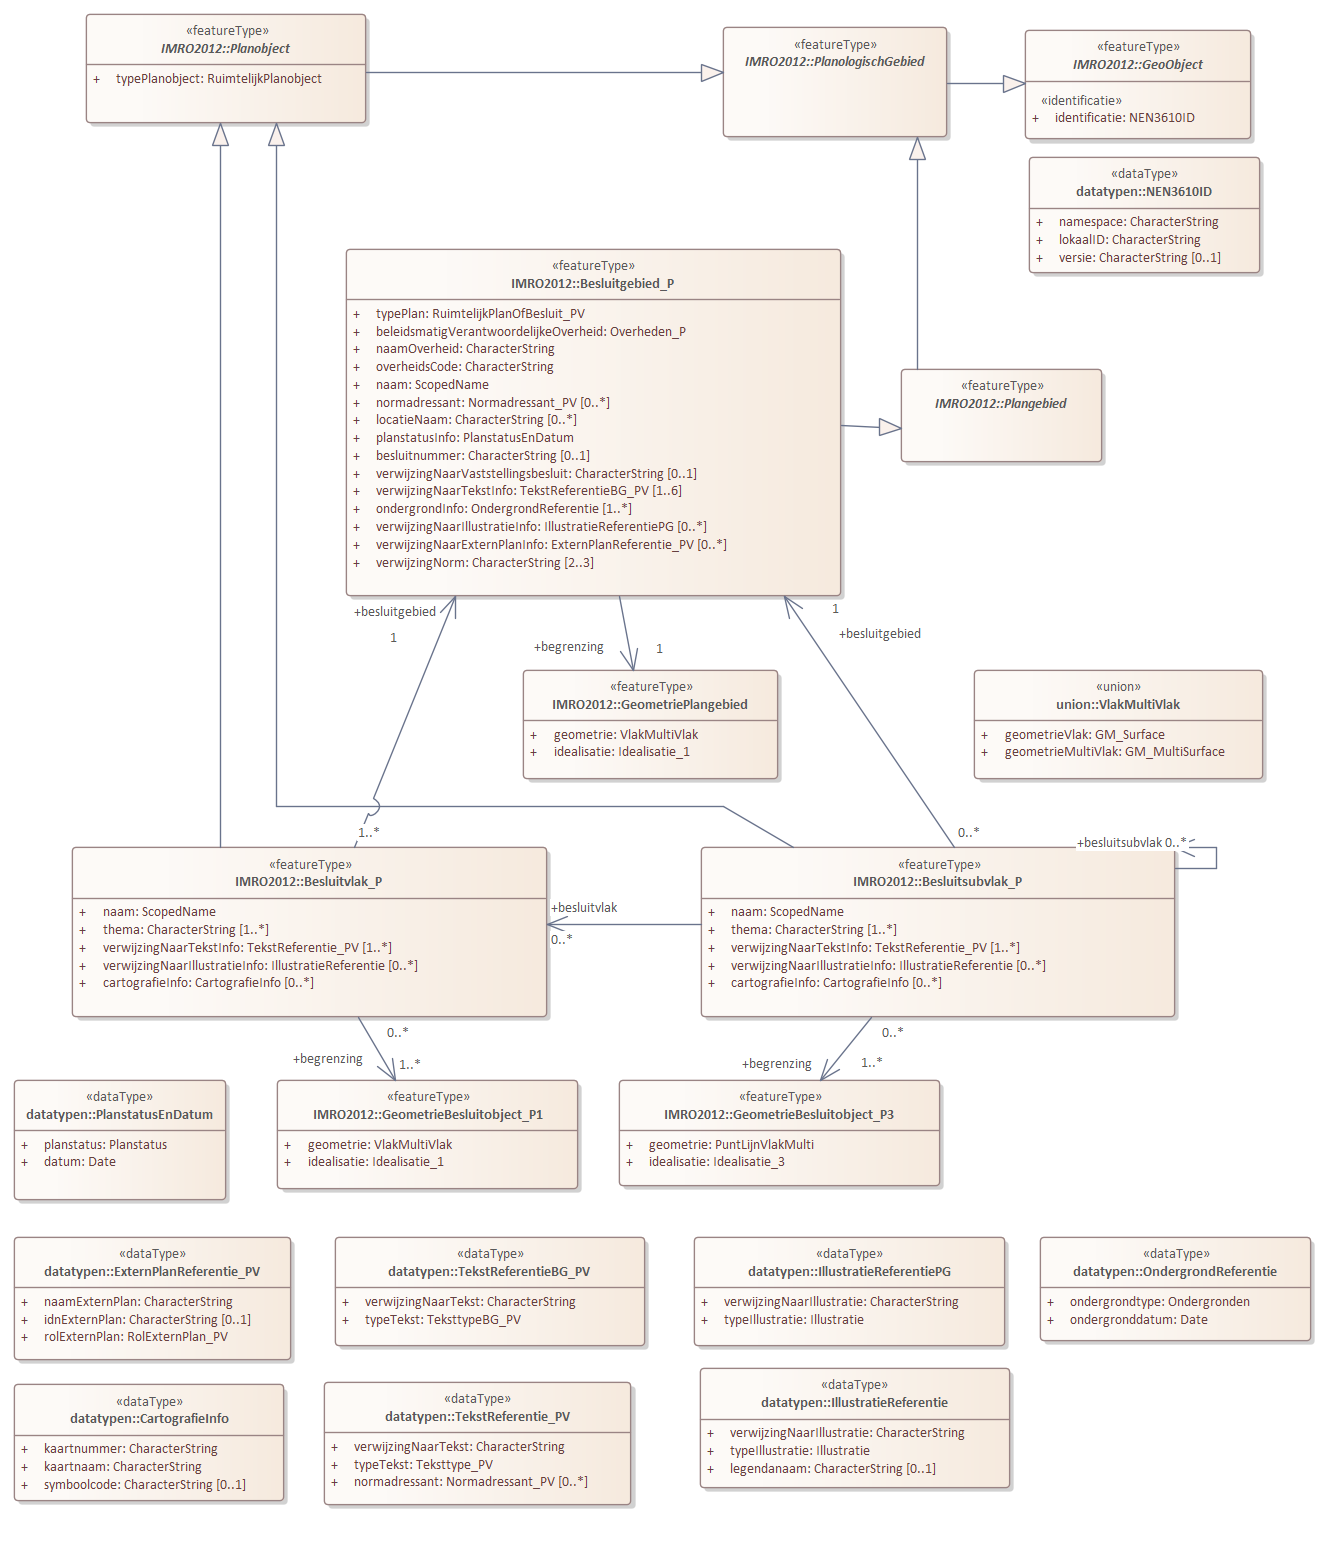 «featureType»
IMRO2012::Planobject
+ typePlanobject: RuimtelijkPlanobject
«featureType»
IMRO2012::PlanologischGebied
«featureType»
IMRO2012::GeoObject
«identificatie»
+ identificatie: NEN3610ID
«dataType»
datatypen::NEN3610ID
+ namespace: CharacterString
+ lokaalID: CharacterString
+ versie: CharacterString [0..1]
«featureType»
IMRO2012::Besluitgebied_P
+ typePlan: RuimtelijkPlanOfBesluit_PV
+ beleidsmatigVerantwoordelijkeOverheid: Overheden_P
+ naamOverheid: CharacterString
+ overheidsCode: CharacterString
+ naam: ScopedName
+ normadressant: Normadressant_PV [0..*]
+ locatieNaam: CharacterString [0..*]
+ planstatusInfo: PlanstatusEnDatum
+ besluitnummer: CharacterString [0..1]
+ verwijzingNaarVaststellingsbesluit: CharacterString [0..1]
+ verwijzingNaarTekstInfo: TekstReferentieBG_PV [1..6]
+ ondergrondInfo: OndergrondReferentie [1..*]
+ verwijzingNaarIllustratieInfo: IllustratieReferentiePG [0..*]
+ verwijzingNaarExternPlanInfo: ExternPlanReferentie_PV [0..*]
+ verwijzingNorm: CharacterString [2..3]
«featureType»
IMRO2012::Plangebied
+besluitgebied
1
+begrenzing
1
1
+besluitgebied
«featureType»
IMRO2012::GeometriePlangebied
+ geometrie: VlakMultiVlak
+ idealisatie: Idealisatie_1
«union»
union::VlakMultiVlak
+ geometrieVlak: GM_Surface
+ geometrieMultiVlak: GM_MultiSurface
1..*
0..*
+besluitsubvlak 0..*
«featureType»
IMRO2012::Besluitvlak_P
+ naam: ScopedName
+ thema: CharacterString [1..*]
+ verwijzingNaarTekstInfo: TekstReferentie_PV [1..*]
+ verwijzingNaarIllustratieInfo: IllustratieReferentie [0..*]
+ cartografieInfo: CartografieInfo [0..*]
+besluitvlak
0..*
«featureType»
IMRO2012::Besluitsubvlak_P
+ naam: ScopedName
+ thema: CharacterString [1..*]
+ verwijzingNaarTekstInfo: TekstReferentie_PV [1..*]
+ verwijzingNaarIllustratieInfo: IllustratieReferentie [0..*]
+ cartografieInfo: CartografieInfo [0..*]
0..*
+begrenzing
1..*
0..*
+begrenzing
1..*
«dataType»
datatypen::PlanstatusEnDatum
+ planstatus: Planstatus
+ datum: Date
«featureType»
IMRO2012::GeometrieBesluitobject_P1
+ geometrie: VlakMultiVlak
+ idealisatie: Idealisatie_1
«featureType»
IMRO2012::GeometrieBesluitobject_P3
+ geometrie: PuntLijnVlakMulti
+ idealisatie: Idealisatie_3
«dataType»
datatypen::ExternPlanReferentie_PV
+ naamExternPlan: CharacterString
+ idnExternPlan: CharacterString [0..1]
+ rolExternPlan: RolExternPlan_PV
«dataType»
datatypen::TekstReferentieBG_PV
+ verwijzingNaarTekst: CharacterString
+ typeTekst: TeksttypeBG_PV
«dataType»
datatypen::IllustratieReferentiePG
+ verwijzingNaarIllustratie: CharacterString
+ typeIllustratie: Illustratie
«dataType»
datatypen::OndergrondReferentie
+ ondergrondtype: Ondergronden
+ ondergronddatum: Date
«dataType»
datatypen::CartografieInfo
+ kaartnummer: CharacterString
+ kaartnaam: CharacterString
+ symboolcode: CharacterString [0..1]
«dataType»
datatypen::TekstReferentie_PV
+ verwijzingNaarTekst: CharacterString
+ typeTekst: Teksttype_PV
+ normadressant: Normadressant_PV [0..*]
«dataType»
datatypen::IllustratieReferentie
+ verwijzingNaarIllustratie: CharacterString
+ typeIllustratie: Illustratie
+ legendanaam: CharacterString [0..1]